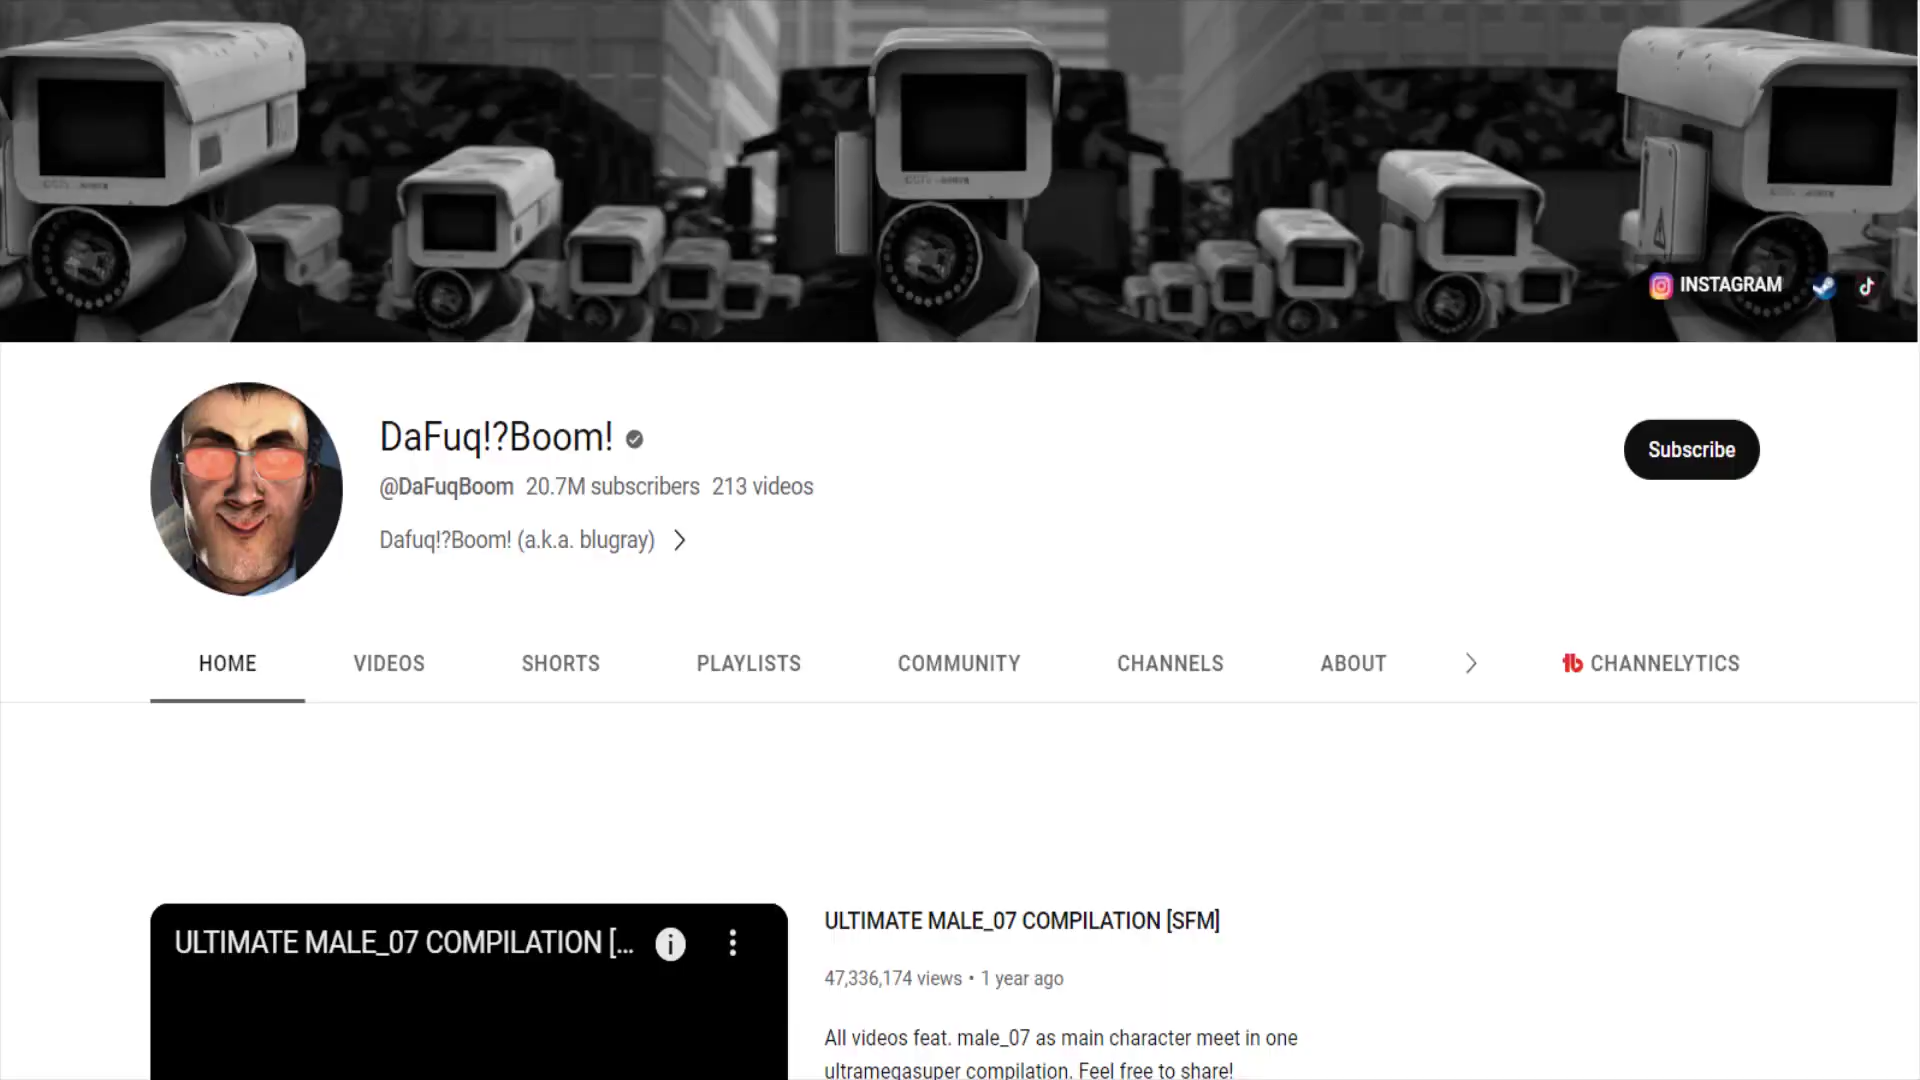 INSTAGRAM
DaFuq!?Boom!
@DaFuqBoom 20.7M subscribers 213 videos
Dafuq!?Boom! (a.k.a. blugray)
Subscribe
HOME VIDEOS SHORTS PLAYLISTS COMMUNITY CHANNELS ABOUT CHANNELYTICS
ULTIMATE MALE_07 COMPILATION [...
ULTIMATE MALE_07 COMPILATION [SFM]
47,336,174 views • 1 year ago
All videos feat. male_07 as main character meet in one
ultramegasuper compilation. Feel free to share!